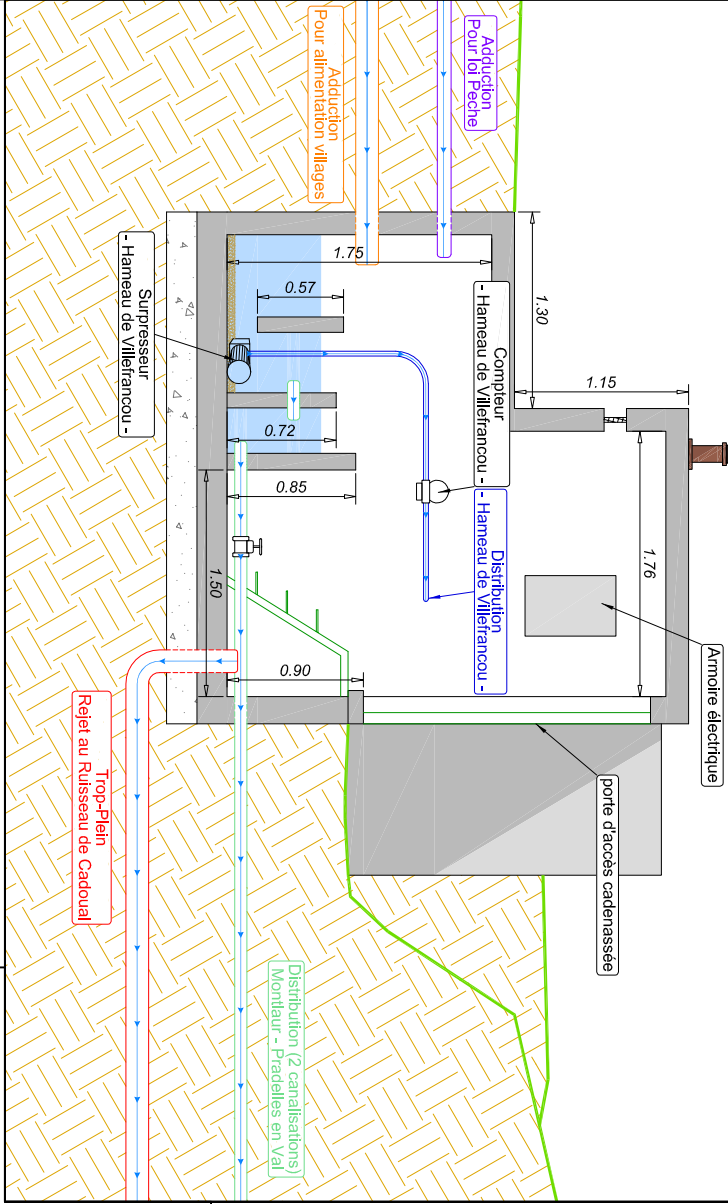 Adduction
Pour loi Peche
Adduction
Pour alimentation villages
1.30
1.15
1.75
0.57
Compteur
- Hameau de Villefrancou -
Distribution
- Hameau de Villefrancou -
1.76
Armoire électrique
porte d'accès cadenassée
Surpresseur
- Hameau de Villefrancou -
0.72
0.85
1.50
0.90
Trop-Plein
Rejet au Ruisseau de Cadoual
Distribution (2 canalisations)
Montlaur - Pradelles en Val